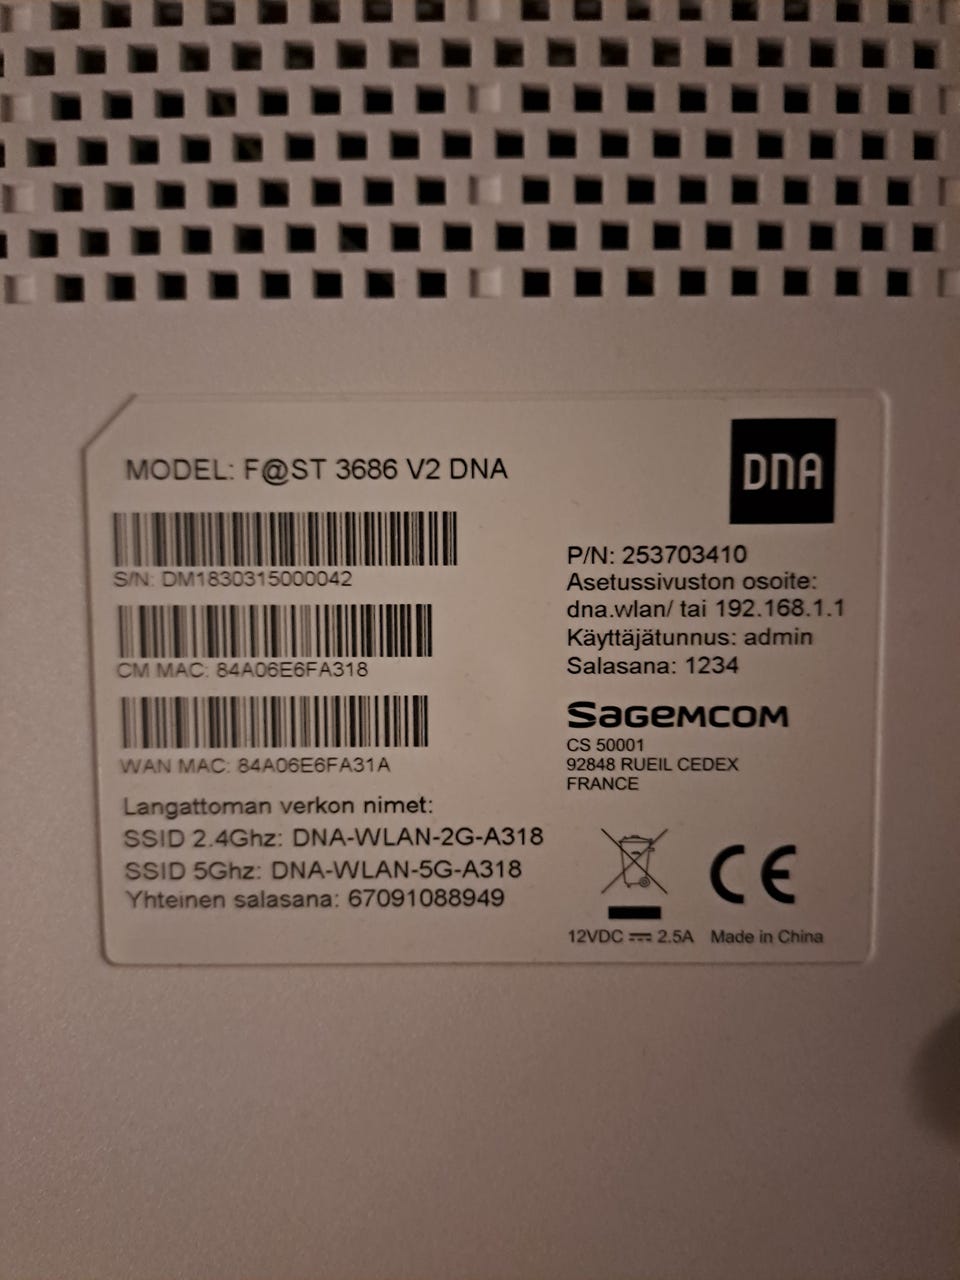 MODEL: F@ST 3686 V2 DNA
DNA
S/N: DM1830315000042
CM MAC: 84A06E6FA318
WAN MAC: 84A06E6FA31A
Langattoman verkon nimet:
SSID 2.4Ghz: DNA-WLAN-2G-A318
SSID 5Ghz: DNA-WLAN-5G-A318
Yhteinen salasana: 67091088949
P/N: 253703410
Asetussivuston osoite:
dna.wlan/ tai 192.168.1.1
Käyttäjätunnus: admin
Salasana: 1234
SAGEMCOM
CS 50001
92848 RUEIL CEDEX
FRANCE
CE
12VDC ⎓ 2.5A Made in China